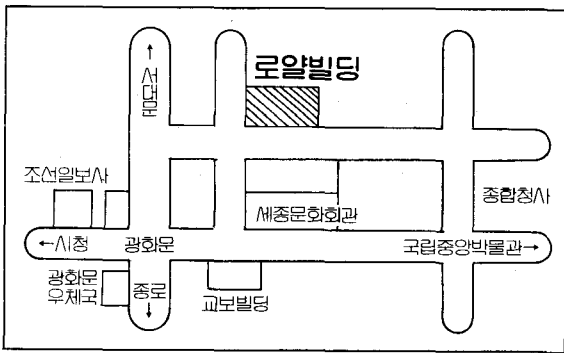 로얄빌딩
↑
서대문
조선일보사
세종문화회관
종합청사
←시청
광화문
국립중앙박물관→
광화문
우체국
종로
↓
교보빌딩